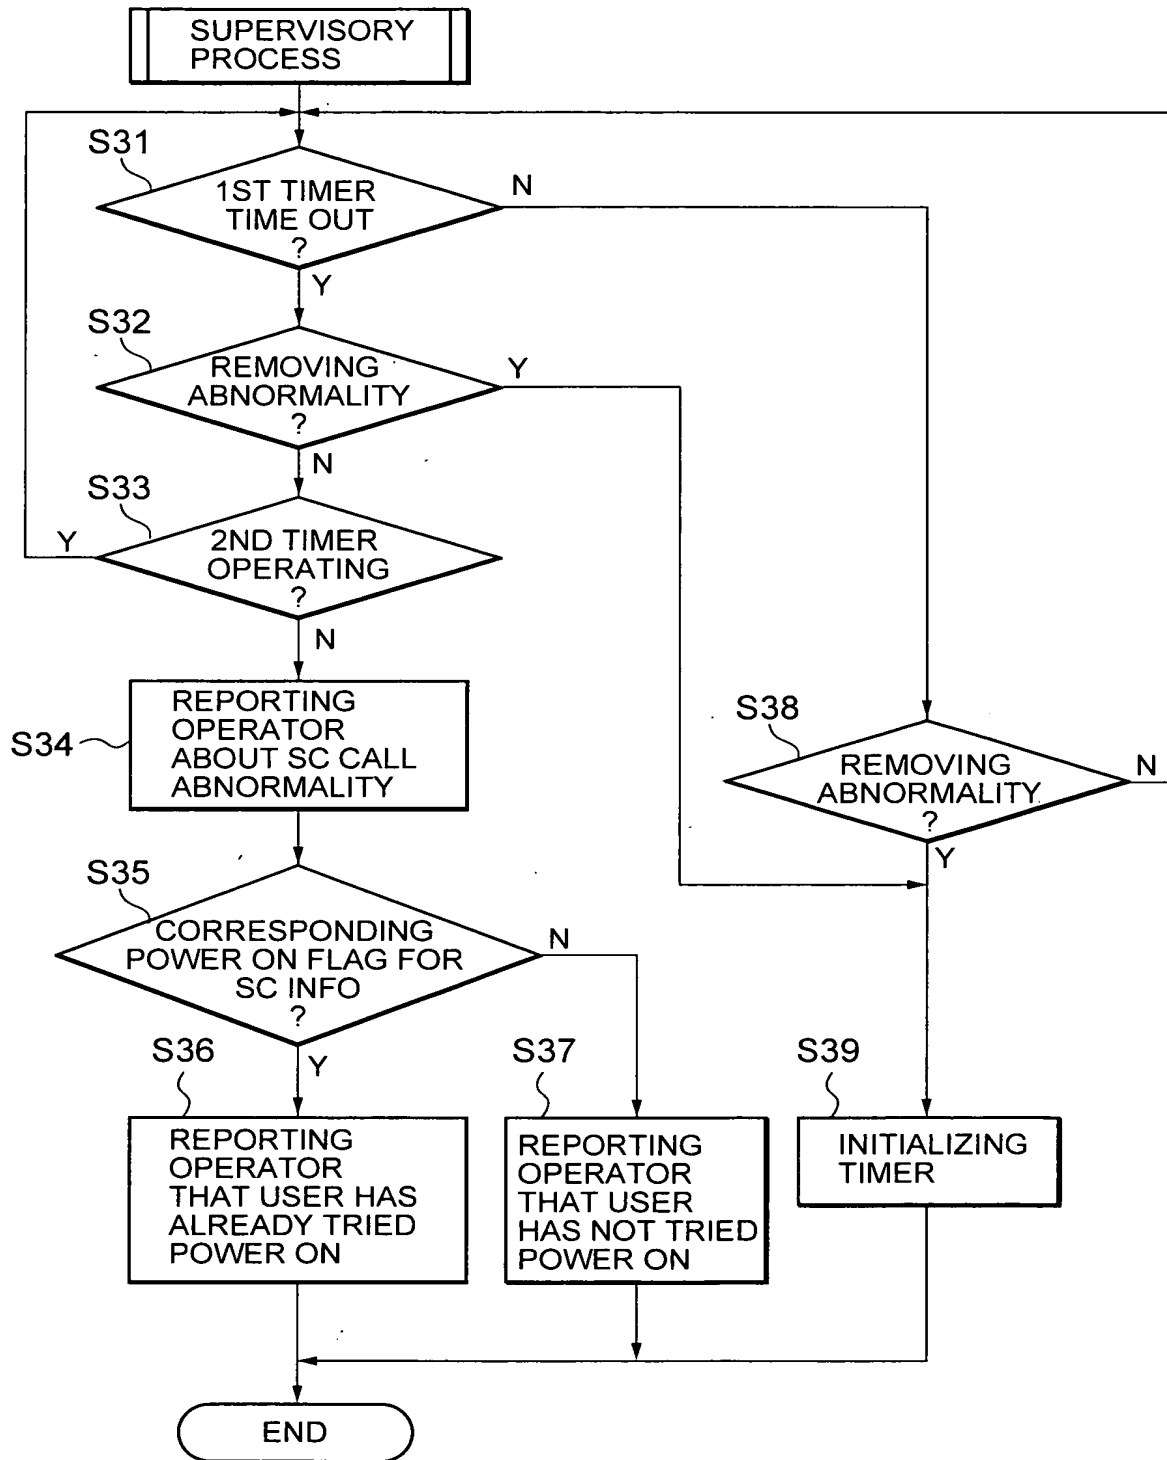 SUPERVISORY
PROCESS
S31
1ST TIMER
TIME OUT
?
N
Y
S32
REMOVING
ABNORMALITY
?
Y
N
S33
2ND TIMER
OPERATING
?
Y
N
S34
REPORTING
OPERATOR
ABOUT SC CALL
ABNORMALITY
S38
REMOVING
ABNORMALITY
?
N
Y
S35
CORRESPONDING
POWER ON FLAG FOR
SC INFO
?
N
Y
S36
REPORTING
OPERATOR
THAT USER HAS
ALREADY TRIED
POWER ON
S37
REPORTING
OPERATOR
THAT USER
HAS NOT TRIED
POWER ON
S39
INITIALIZING
TIMER
END